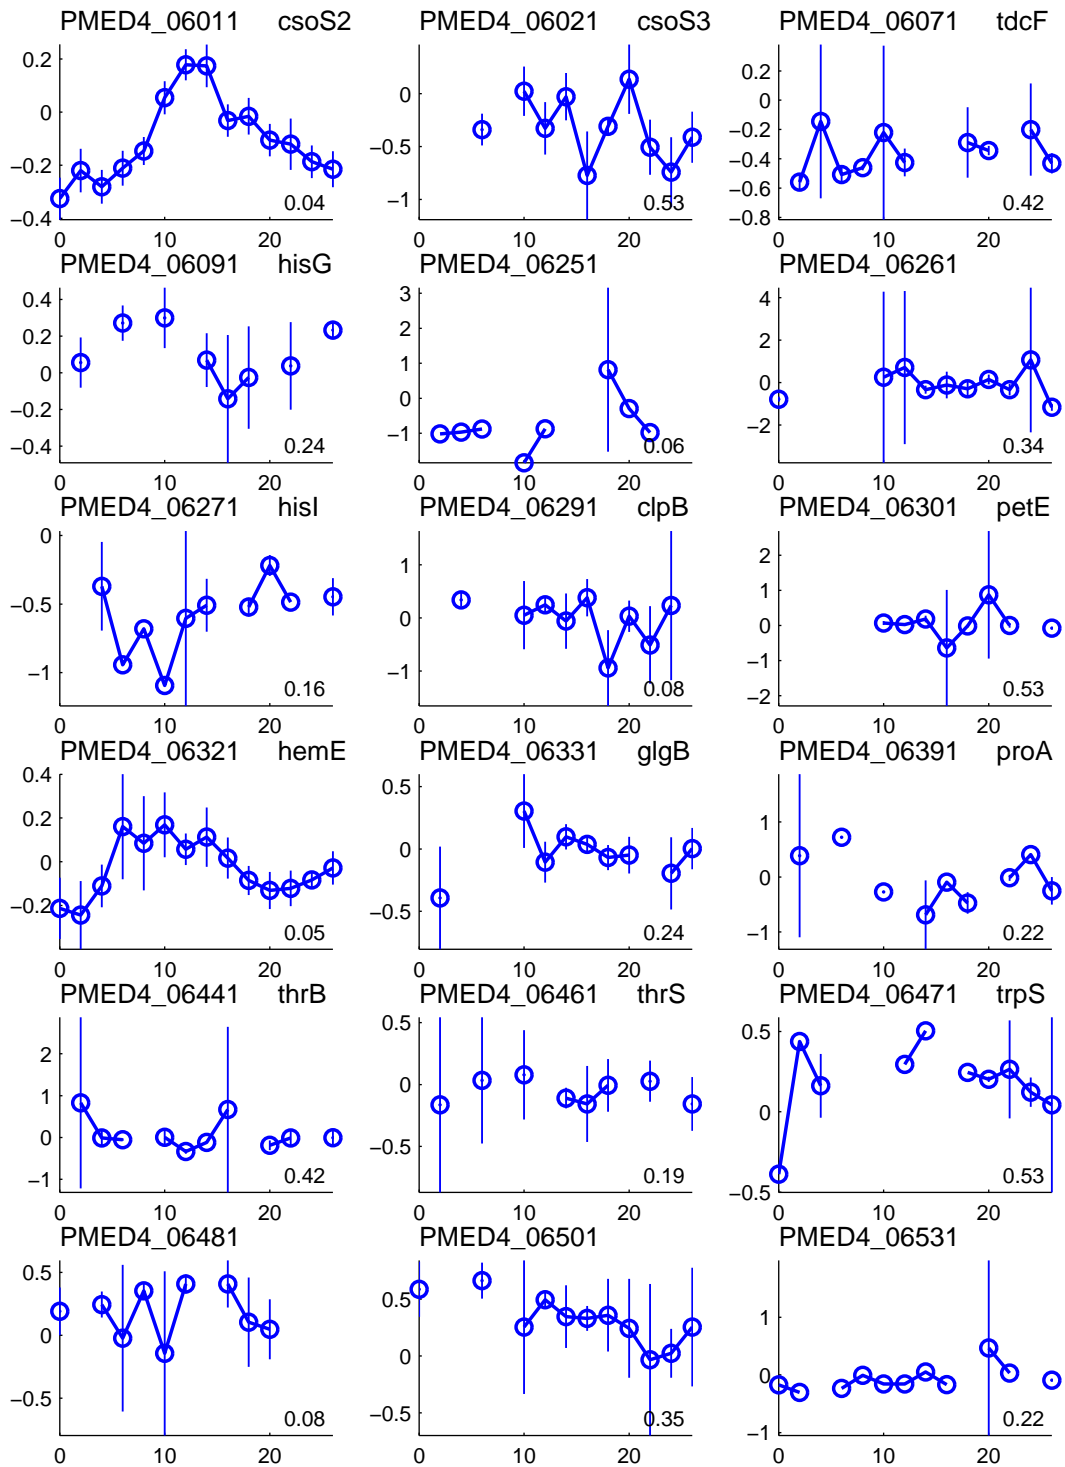 PMED4_06011 csoS2 PMED4_06021 csoS3 PMED4_06071 tdcF
0.2 0 −0.2 −0.4 0.04 0 −0.5 −1 0.53 0.2 0 −0.2 −0.4 −0.6 −0.8 0.42
0 10 20 0 10 20 0 10 20
PMED4_06091 hisG PMED4_06251 PMED4_06261
0.4 0.2 0 −0.2 −0.4 0.24 3 2 1 0 −1 0.06 4 2 0 −2 0.34
0 10 20 0 10 20 0 10 20
PMED4_06271 hisI PMED4_06291 clpB PMED4_06301 petE
0 −0.5 −1 0.16 1 0 −1 0.08 2 1 0 −1 −2 0.53
0 10 20 0 10 20 0 10 20
PMED4_06321 hemE PMED4_06331 glgB PMED4_06391 proA
0.4 0.2 0 −0.2 0.05 0.5 0 −0.5 0.24 1 0 −1 0.22
0 10 20 0 10 20 0 10 20
PMED4_06441 thrB PMED4_06461 thrS PMED4_06471 trpS
2 1 0 −1 0.42 0.5 0 −0.5 0.19 0.5 0 −0.5 0.53
0 10 20 0 10 20 0 10 20
PMED4_06481 PMED4_06501 PMED4_06531
0.5 0 −0.5 0.08 0.5 0 −0.5 0.35 1 0 −1 0.22
0 10 20 0 10 20 0 10 20